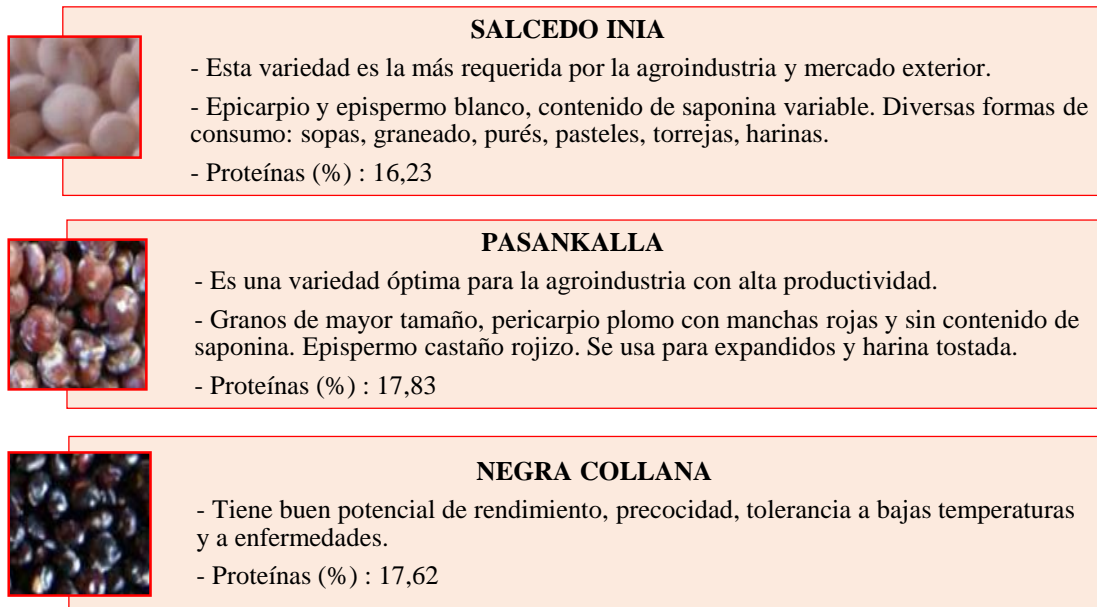 SALCEDO INIA
- Esta variedad es la más requerida por la agroindustria y mercado exterior.
- Epicarpio y epispermo blanco, contenido de saponina variable. Diversas formas de
consumo: sopas, graneado, purés, pasteles, torrejas, harinas.
- Proteínas (%) : 16,23
PASANKALLA
- Es una variedad óptima para la agroindustria con alta productividad.
- Granos de mayor tamaño, pericarpio plomo con manchas rojas y sin contenido de
saponina. Epispermo castaño rojizo. Se usa para expandidos y harina tostada.
- Proteínas (%) : 17,83
NEGRA COLLANA
- Tiene buen potencial de rendimiento, precocidad, tolerancia a bajas temperaturas
y a enfermedades.
- Proteínas (%) : 17,62